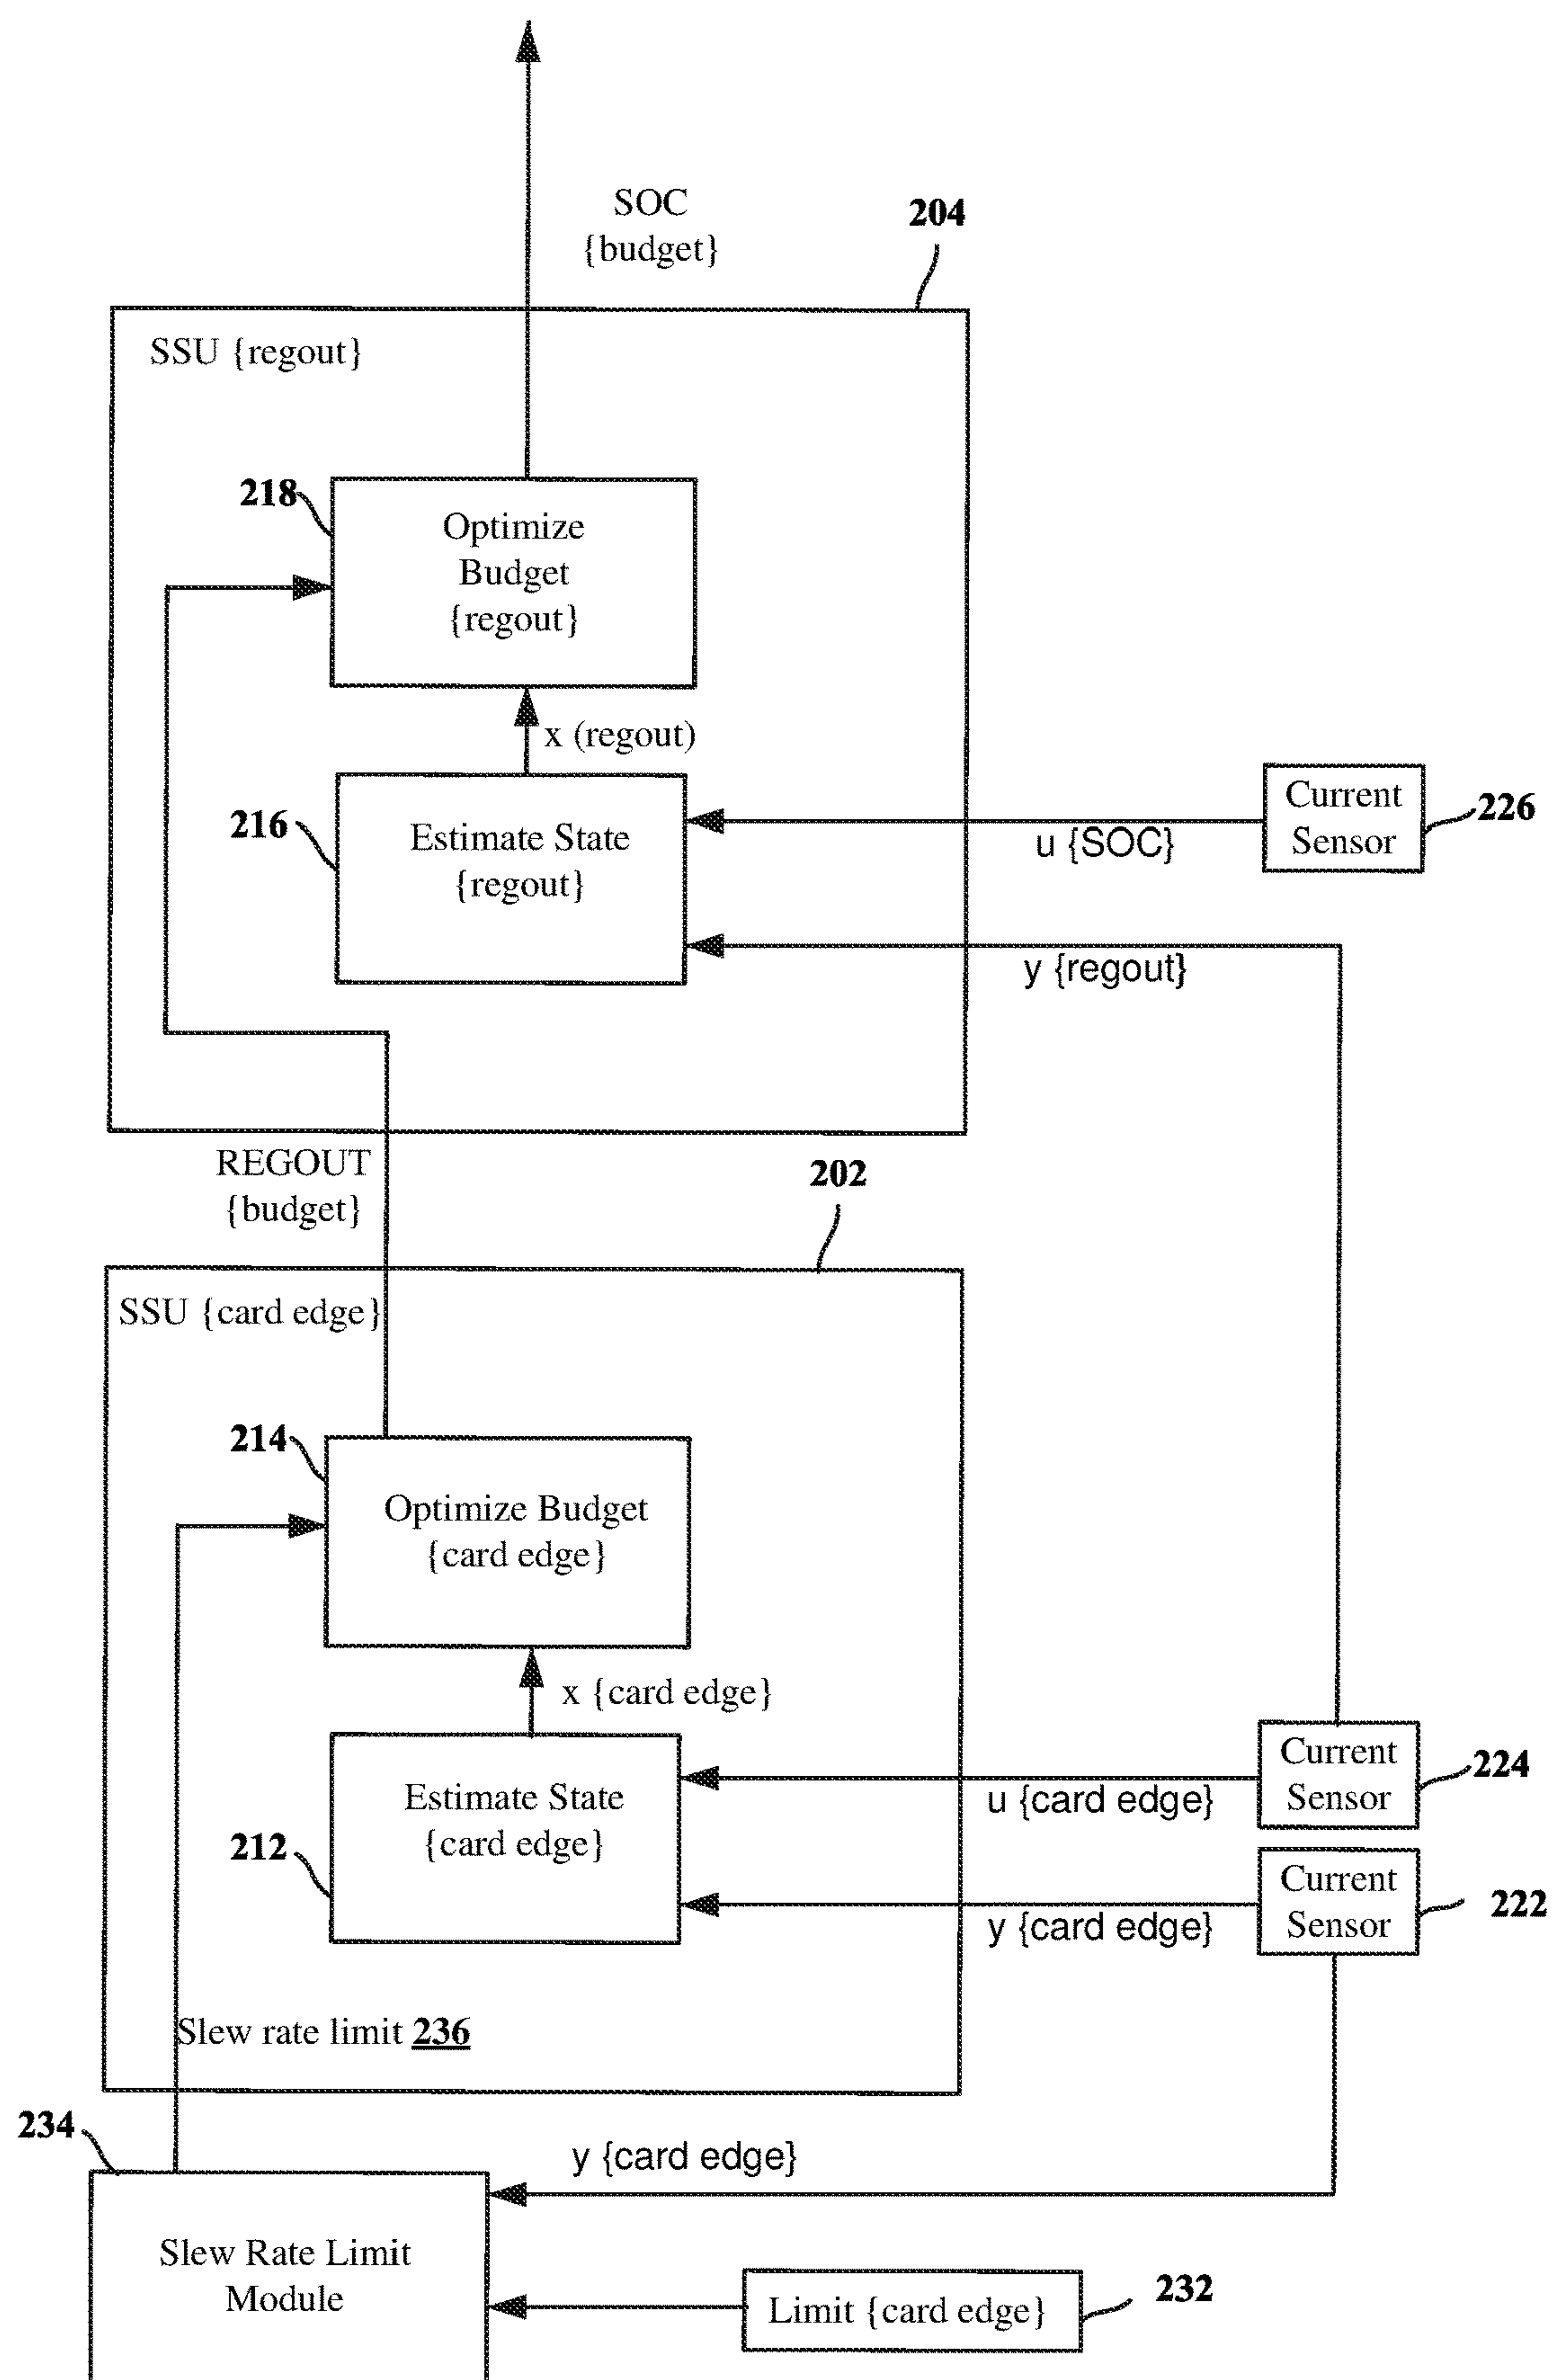 SOC
{budget}
204
SSU {regout}
218
Optimize
Budget
{regout}
x (regout)
216
Estimate State
{regout}
Current
Sensor
226
u {SOC}
y {regout}
REGOUT
{budget}
202
SSU {card edge}
214
Optimize Budget
{card edge}
x {card edge}
Estimate State
{card edge}
212
Current
Sensor
224
u {card edge}
Current
Sensor
222
y {card edge}
Slew rate limit 236
234
y {card edge}
Slew Rate Limit
Module
Limit {card edge}
232